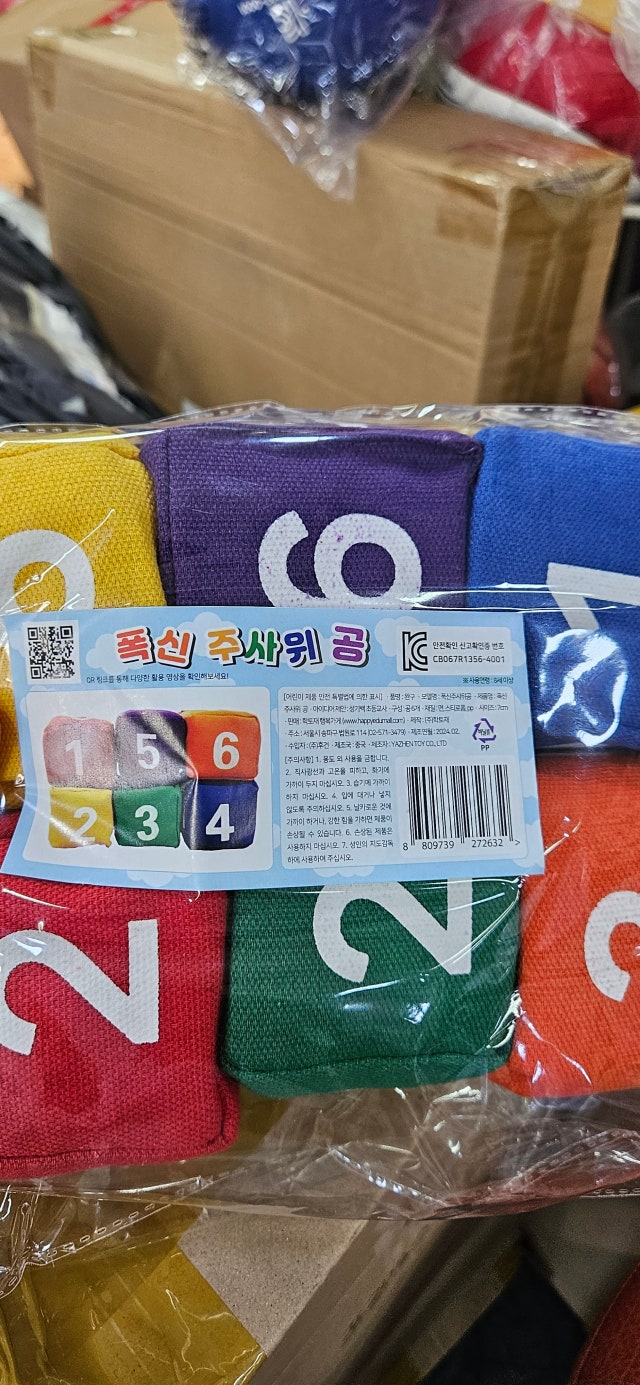 6
폭신 주사위 공
안전확인 신고확인증 번호
CB067R1356-4001
QR 링크를 통해 다양한 활용 영상을 확인해보세요!
※ 사용연령 : 8세 이상
1 5 6
2 3 4
[어린이 제품 안전 특별법에 의한 표시] · 품명 : 완구 · 모델명 : 폭신주사위공 · 제품명 : 폭신
주사위 공 · 아이디어제안: 성기백 초등교사 · 구성 : 공 6개 · 재질 : 면, 스티로폼, pp · 사이즈 : 7cm
· 판매 : 학토재 행복가게 (www.happyedumall.com) · 제작 : (주)학토재
· 주소 : 서울시 송파구 법원로 114 (02-571-3479) · 제조연월 : 2024. 02.
· 수입자 : (주)후건 · 제조국 : 중국 · 제조자 : YAZHEN TOY CO., LTD
[주의사항] 1. 용도 외 사용을 금합니다.
2. 직사광선과 고온을 피하고, 화기에
가까이 두지 마십시오. 3. 습기에 가까이
하지 마십시오. 4. 입에 대거나 넣지
않도록 주의하십시오. 5. 날카로운 것에
가까이 하거나, 강한 힘을 가하면 제품이
손상될 수 있습니다. 6. 손상된 제품은
사용하지 마십시오. 7. 성인의 지도감독
하에 사용하여 주십시오.
비닐류
PP
8 809739 272632 >
2
2